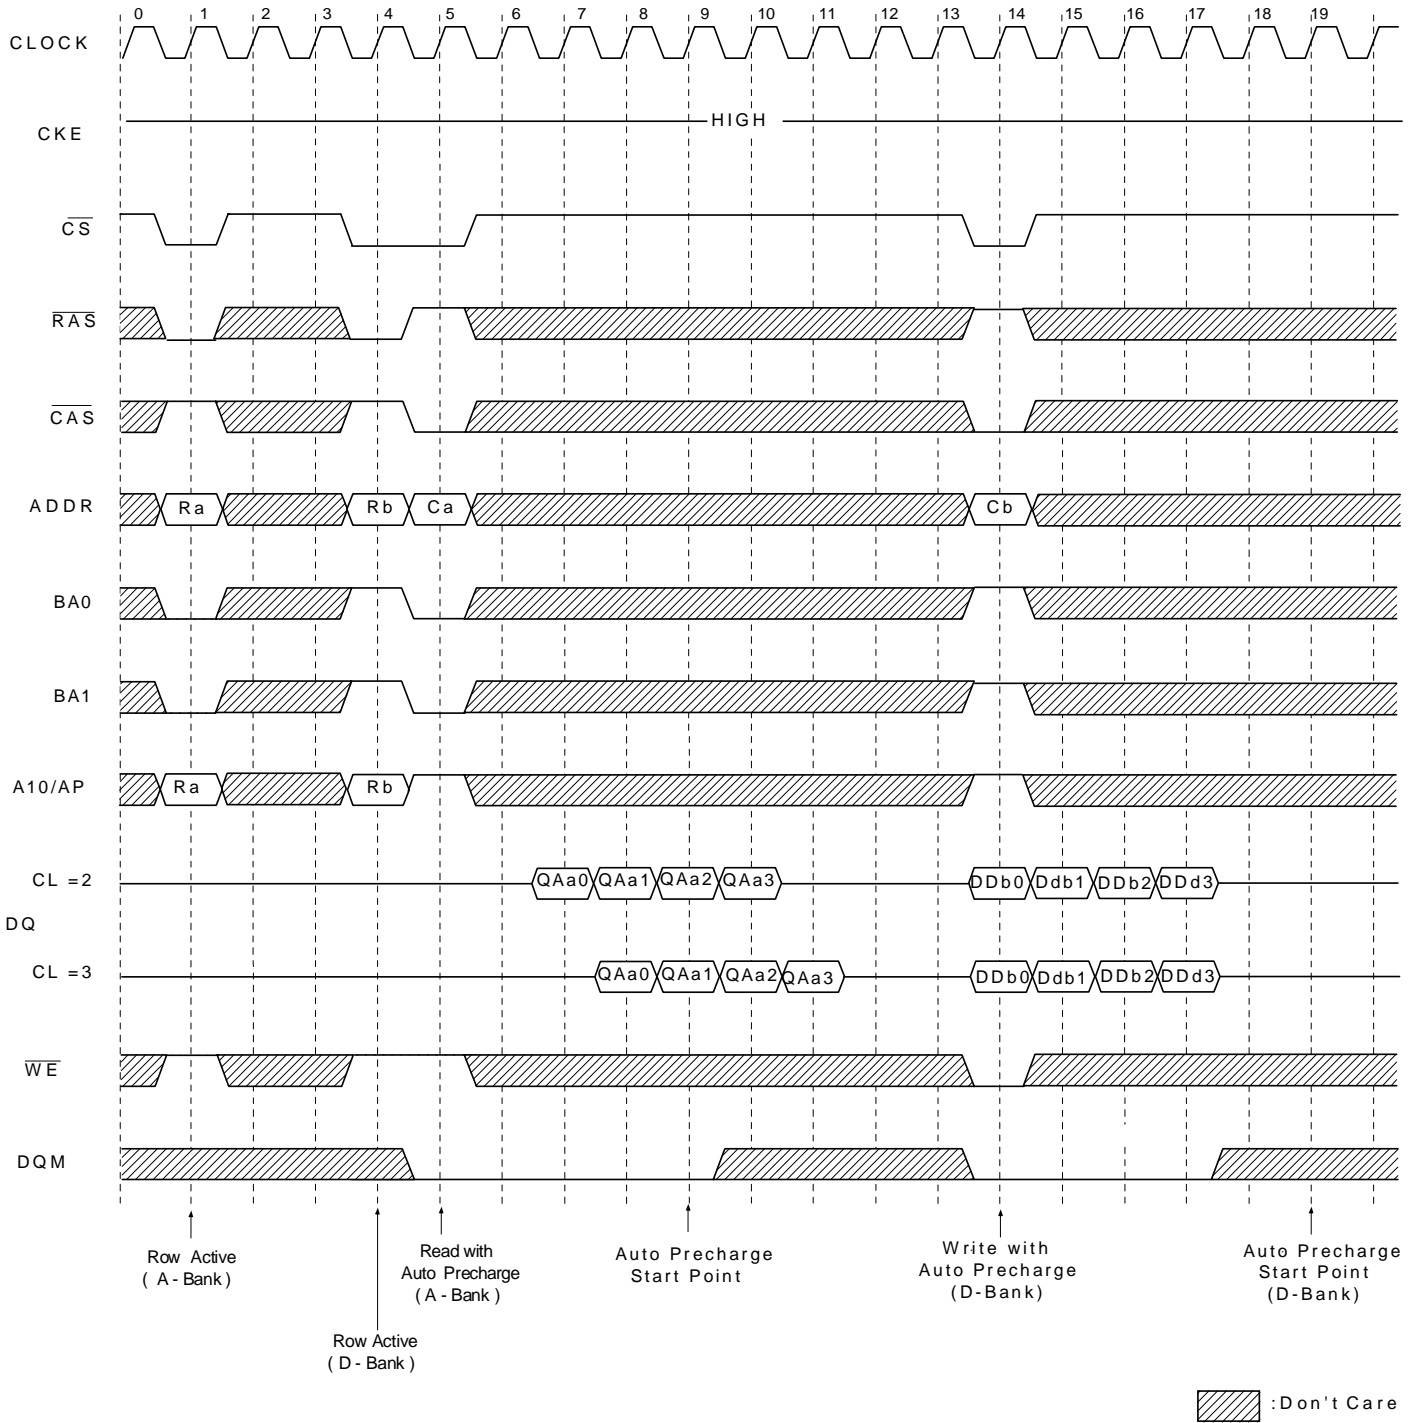 0 1 2 3 4 5 6 7 8 9 10 11 12 13 14 15 16 17 18 19
CLOCK
CKE
HIGH
CS
RAS
CAS
ADDR Ra Rb Ca Cb
BA0
BA1
A10/AP Ra Rb
CL =2 QAa0 QAa1 QAa2 QAa3 DDb0 Ddb1 DDb2 DDd3
DQ
CL =3 QAa0 QAa1 QAa2 QAa3 DDb0 Ddb1 DDb2 DDd3
WE
DQM
Row Active
( A - Bank )
Row Active
( D - Bank )
Read with
Auto Precharge
( A - Bank )
Auto Precharge
Start Point
Write with
Auto Precharge
(D-Bank)
Auto Precharge
Start Point
(D-Bank)
:Don't Care